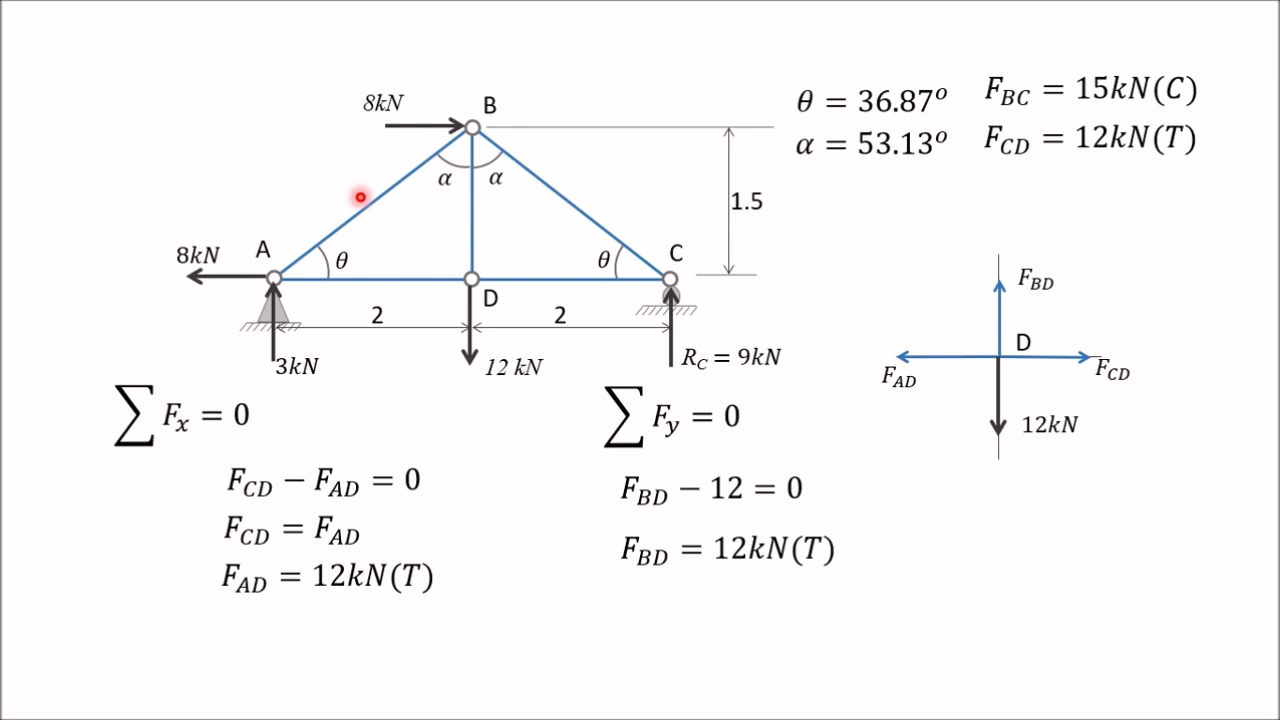 8kN
B
θ = 36.87°
F_BC = 15kN(C)
α = 53.13°
F_CD = 12kN(T)
α
α
1.5
8kN
A
θ
θ
C
D
2
2
3kN
12 kN
R_C = 9kN
F_BD
D
F_AD
F_CD
12kN
∑ F_x = 0
F_CD − F_AD = 0
F_CD = F_AD
F_AD = 12kN(T)
∑ F_y = 0
F_BD − 12 = 0
F_BD = 12kN(T)